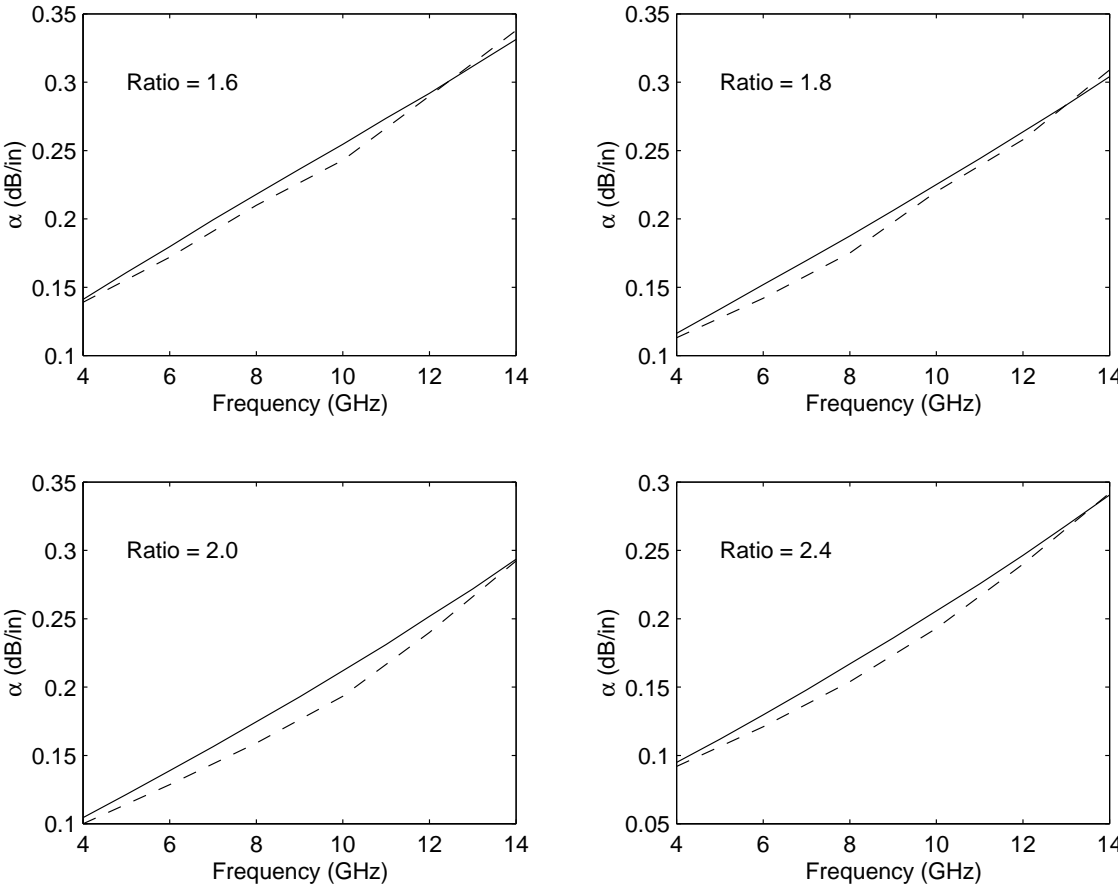 0.35
0.3
0.25
0.2
0.15
0.1
α (dB/in)
Ratio = 1.6
4 6 8 10 12 14
Frequency (GHz)
0.35
0.3
0.25
0.2
0.15
0.1
α (dB/in)
Ratio = 1.8
4 6 8 10 12 14
Frequency (GHz)
0.35
0.3
0.25
0.2
0.15
0.1
α (dB/in)
Ratio = 2.0
4 6 8 10 12 14
Frequency (GHz)
0.3
0.25
0.2
0.15
0.1
0.05
α (dB/in)
Ratio = 2.4
4 6 8 10 12 14
Frequency (GHz)